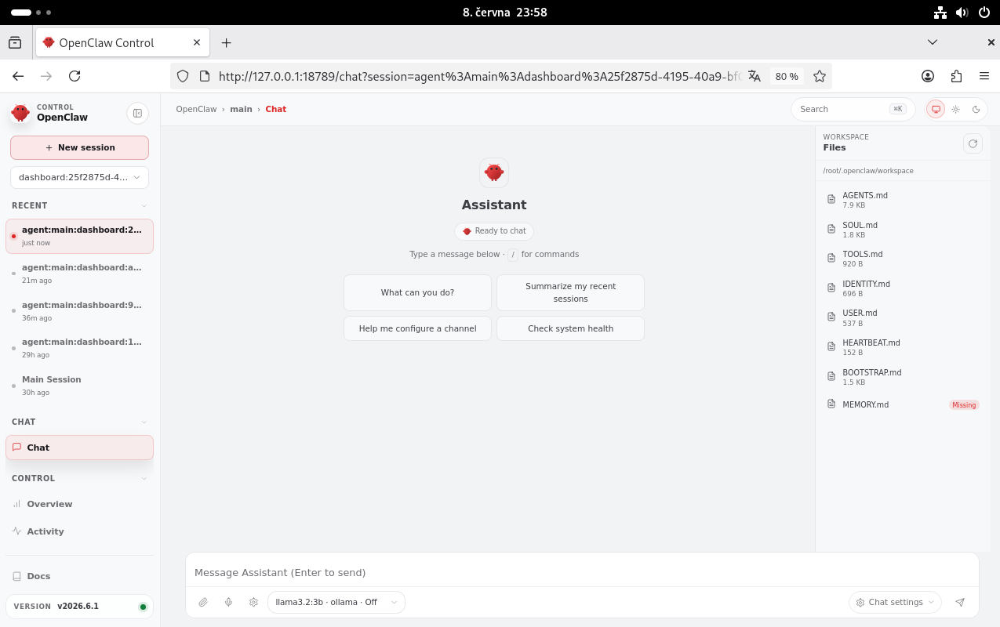 8. června 23:58
OpenClaw Control
http://127.0.0.1:18789/chat?session=agent%3Amain%3Adashboard%3A25f2875d-4195-40a9-bf
80 %
CONTROL
OpenClaw
OpenClaw › main › Chat
Search
⌘K
+ New session
dashboard:25f2875d-4...
RECENT
agent:main:dashboard:2...
just now
agent:main:dashboard:a...
21m ago
agent:main:dashboard:9...
36m ago
agent:main:dashboard:1...
29h ago
Main Session
30h ago
CHAT
Chat
CONTROL
Overview
Activity
Docs
VERSION v2026.6.1
Assistant
Ready to chat
Type a message below · / for commands
What can you do?
Summarize my recent
sessions
Help me configure a channel
Check system health
Message Assistant (Enter to send)
llama3.2:3b · ollama · Off
Chat settings
WORKSPACE
Files
/root/.openclaw/workspace
AGENTS.md
7.9 KB
SOUL.md
1.8 KB
TOOLS.md
920 B
IDENTITY.md
696 B
USER.md
537 B
HEARTBEAT.md
152 B
BOOTSTRAP.md
1.5 KB
MEMORY.md
Missing